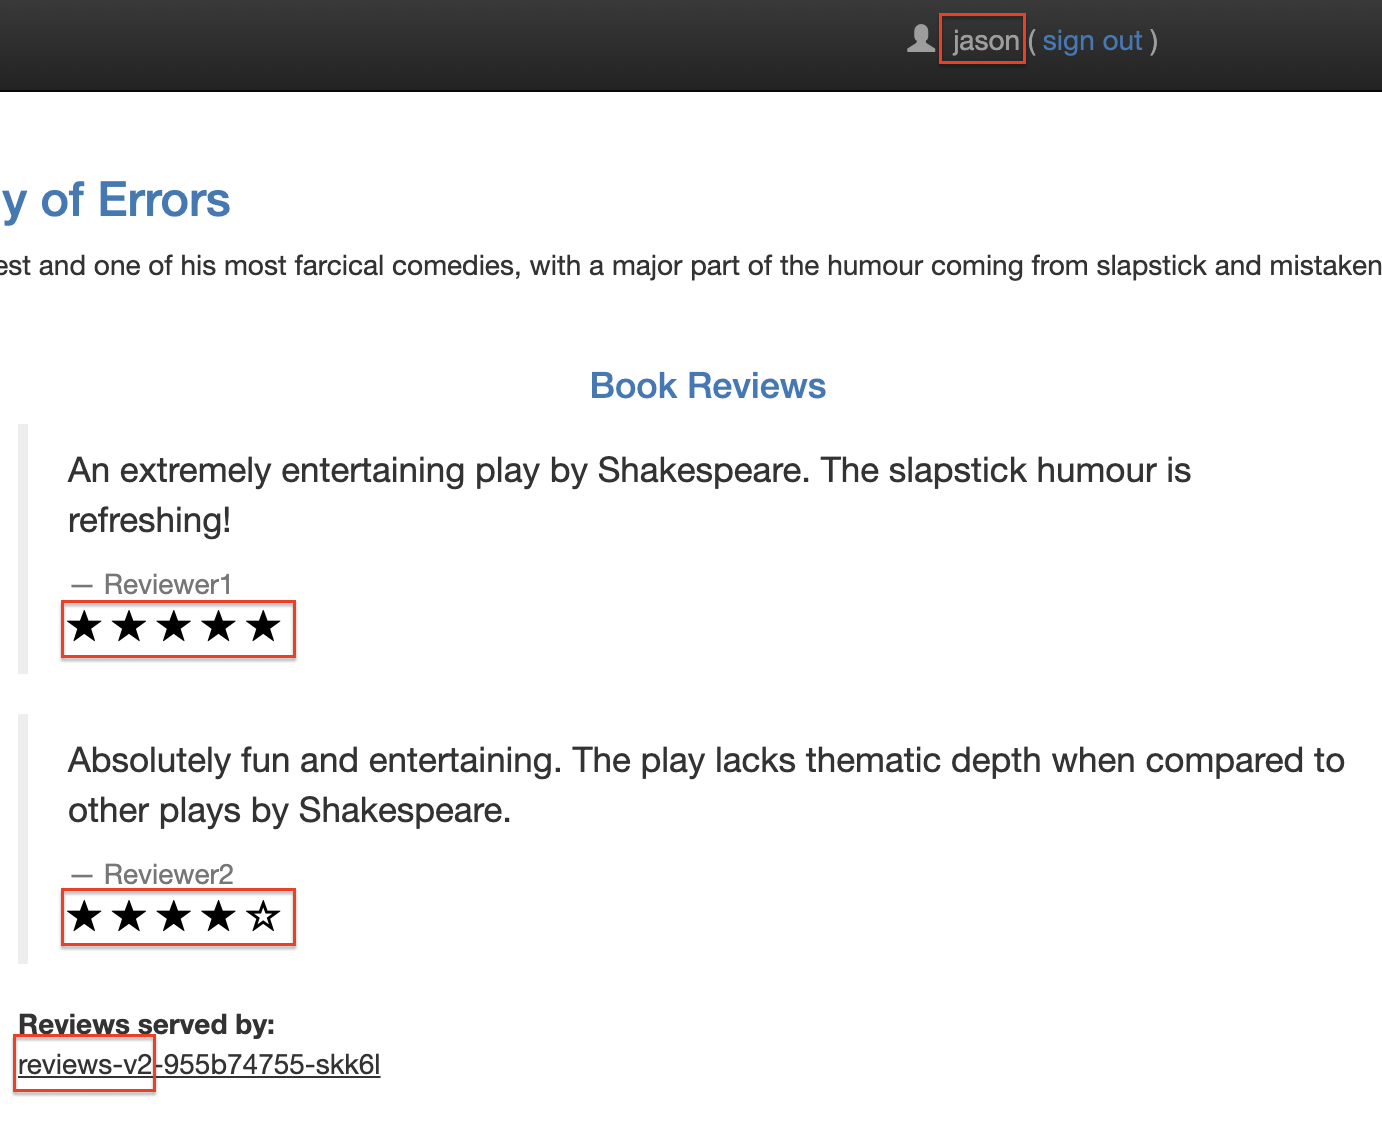 jason ( sign out )
y of Errors
est and one of his most farcical comedies, with a major part of the humour coming from slapstick and mistaken
Book Reviews
An extremely entertaining play by Shakespeare. The slapstick humour is
refreshing!
— Reviewer1
★ ★ ★ ★ ★
Absolutely fun and entertaining. The play lacks thematic depth when compared to
other plays by Shakespeare.
— Reviewer2
★ ★ ★ ★ ☆
Reviews served by:
reviews-v2-955b74755-skk6l